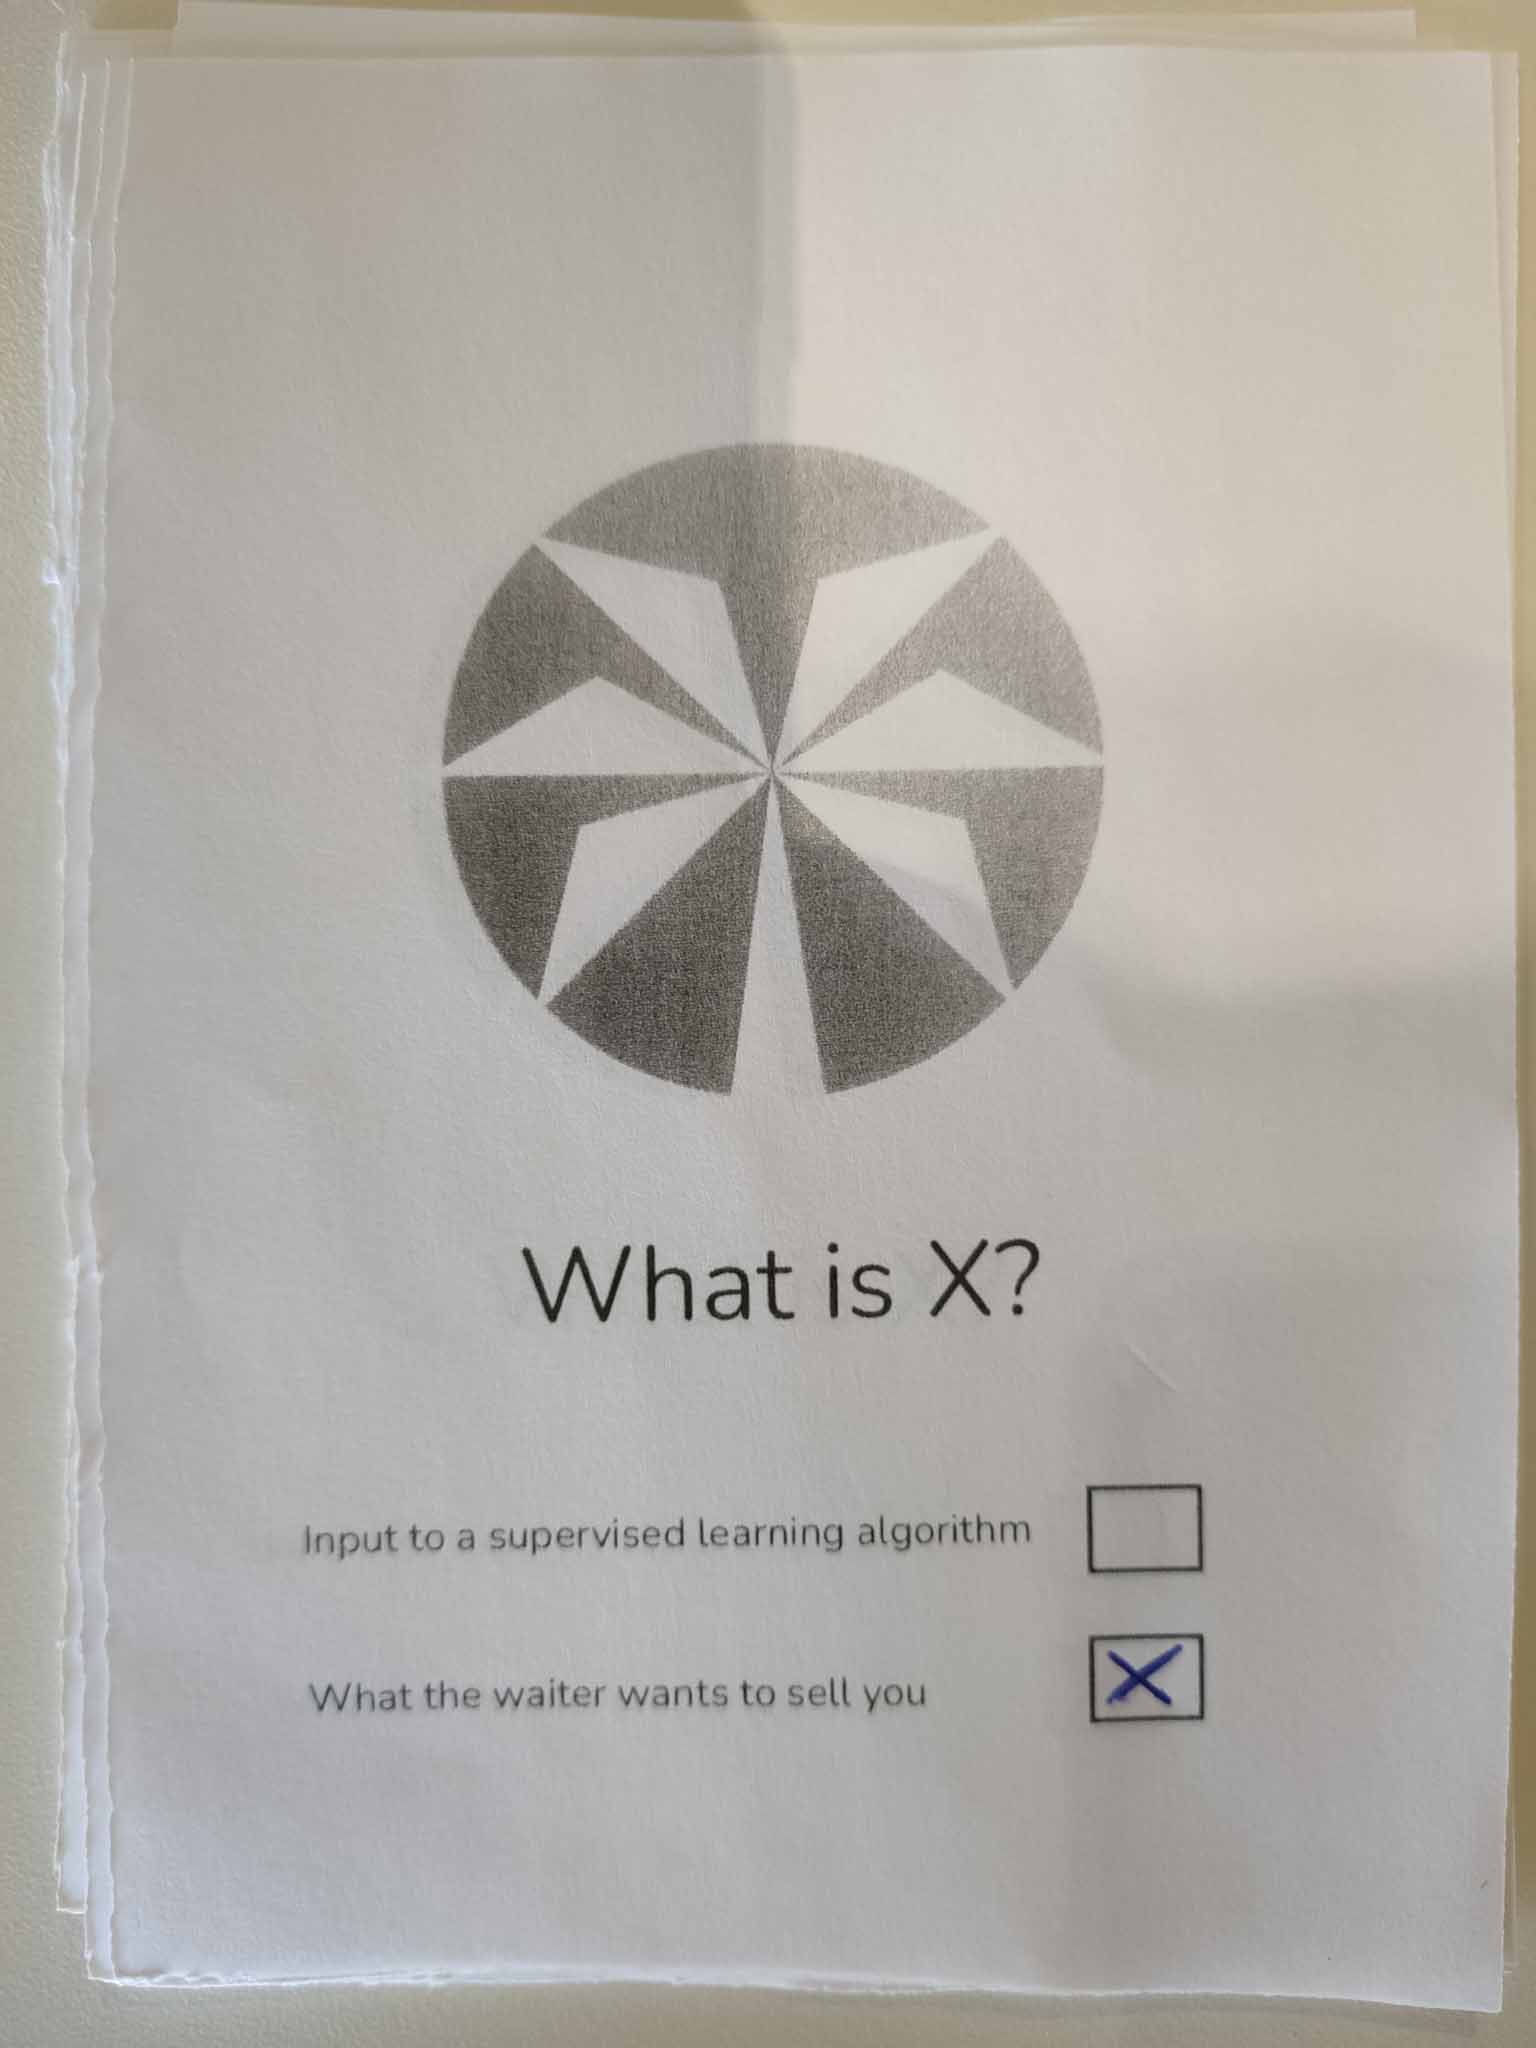 What is X?
Input to a supervised learning algorithm
What the waiter wants to sell you